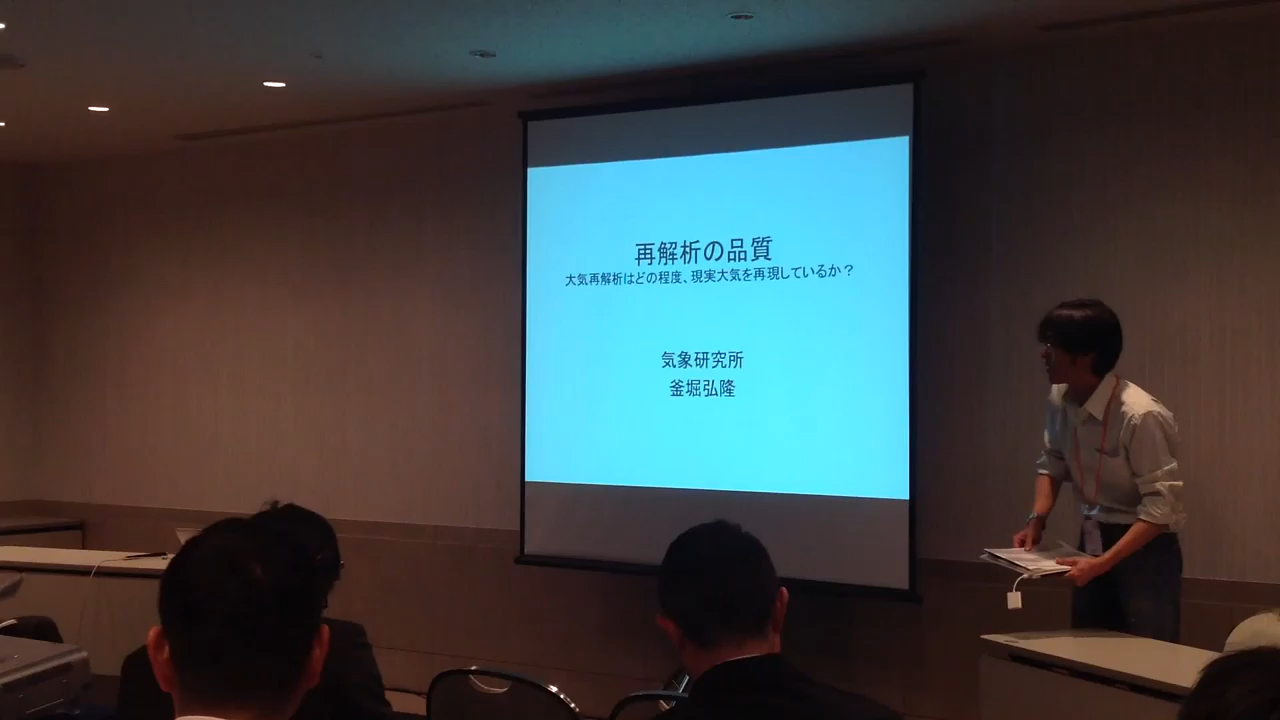 再解析の品質
大気再解析はどの程度、現実大気を再現しているか？
気象研究所
釜堀弘隆